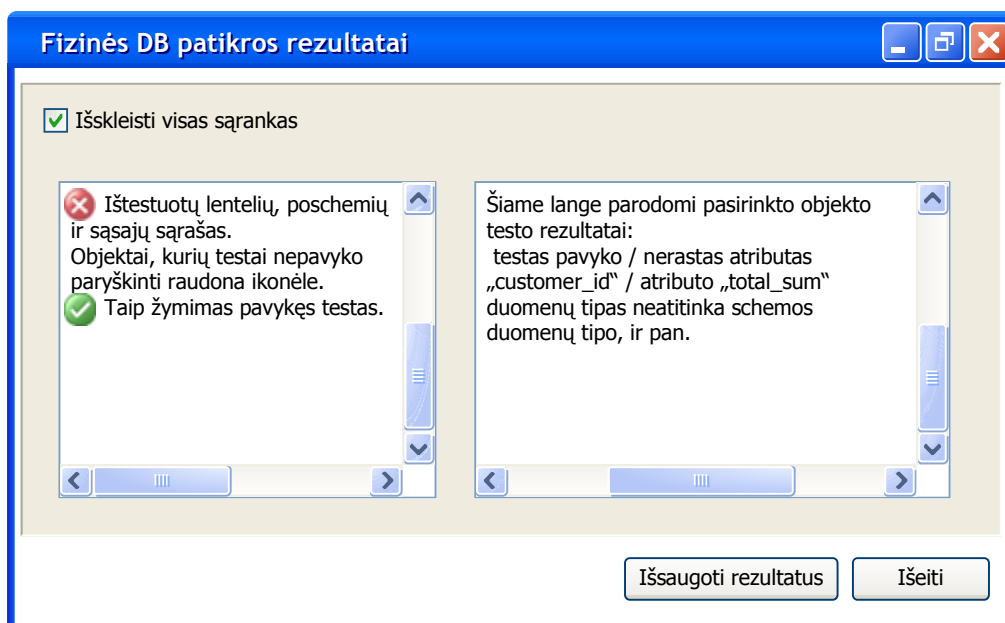 Fizinės DB patikros rezultatai
Išskleisti visas sąrankas
Ištestuotų lentelių, poschemių
ir sąsajų sąrašas.
Objektai, kurių testai nepavyko
paryškinti raudona ikonėle.
Taip žymimas pavykęs testas.
Šiame lange parodomi pasirinkto objekto
testo rezultatai:
testas pavyko / nerastas atributas
„customer_id“ / atributo „total_sum“
duomenų tipas neatitinka schemos
duomenų tipo, ir pan.
Išsaugoti rezultatus
Išeiti